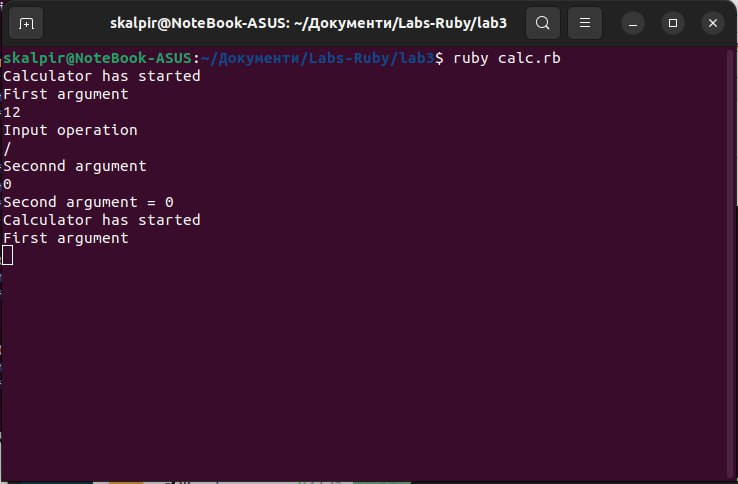 skalpir@NoteBook-ASUS: ~/Документи/Labs-Ruby/lab3
skalpir@NoteBook-ASUS:~/Документи/Labs-Ruby/lab3$ ruby calc.rb
Calculator has started
First argument
12
Input operation
/
Seconnd argument
0
Second argument = 0
Calculator has started
First argument